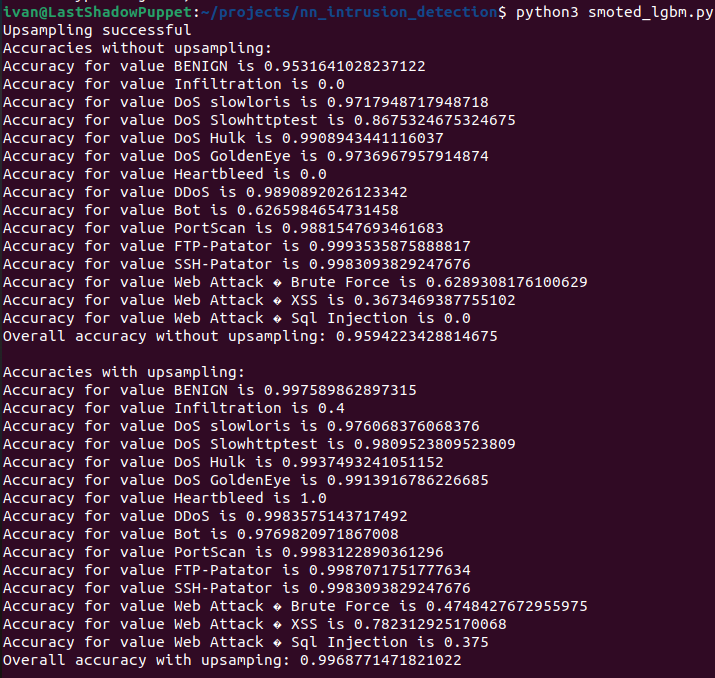 ivan@LastShadowPuppet:~/projects/nn_intrusion_detection$ python3 smoted_lgbm.py
Upsampling successful
Accuracies without upsampling:
Accuracy for value BENIGN is 0.9531641028237122
Accuracy for value Infiltration is 0.0
Accuracy for value DoS slowloris is 0.9717948717948718
Accuracy for value DoS Slowhttptest is 0.8675324675324675
Accuracy for value DoS Hulk is 0.9908943441116037
Accuracy for value DoS GoldenEye is 0.9736967957914874
Accuracy for value Heartbleed is 0.0
Accuracy for value DDoS is 0.9890892026123342
Accuracy for value Bot is 0.6265984654731458
Accuracy for value PortScan is 0.9881547693461683
Accuracy for value FTP-Patator is 0.9993535875888817
Accuracy for value SSH-Patator is 0.9983093829247676
Accuracy for value Web Attack � Brute Force is 0.6289308176100629
Accuracy for value Web Attack � XSS is 0.3673469387755102
Accuracy for value Web Attack � Sql Injection is 0.0
Overall accuracy without upsampling: 0.9594223428814675
Accuracies with upsampling:
Accuracy for value BENIGN is 0.997589862897315
Accuracy for value Infiltration is 0.4
Accuracy for value DoS slowloris is 0.976068376068376
Accuracy for value DoS Slowhttptest is 0.9809523809523809
Accuracy for value DoS Hulk is 0.9937493241051152
Accuracy for value DoS GoldenEye is 0.9913916786226685
Accuracy for value Heartbleed is 1.0
Accuracy for value DDoS is 0.9983575143717492
Accuracy for value Bot is 0.9769820971867008
Accuracy for value PortScan is 0.9983122890361296
Accuracy for value FTP-Patator is 0.9987071751777634
Accuracy for value SSH-Patator is 0.9983093829247676
Accuracy for value Web Attack � Brute Force is 0.4748427672955975
Accuracy for value Web Attack � XSS is 0.782312925170068
Accuracy for value Web Attack � Sql Injection is 0.375
Overall accuracy with upsamping: 0.9968771471821022